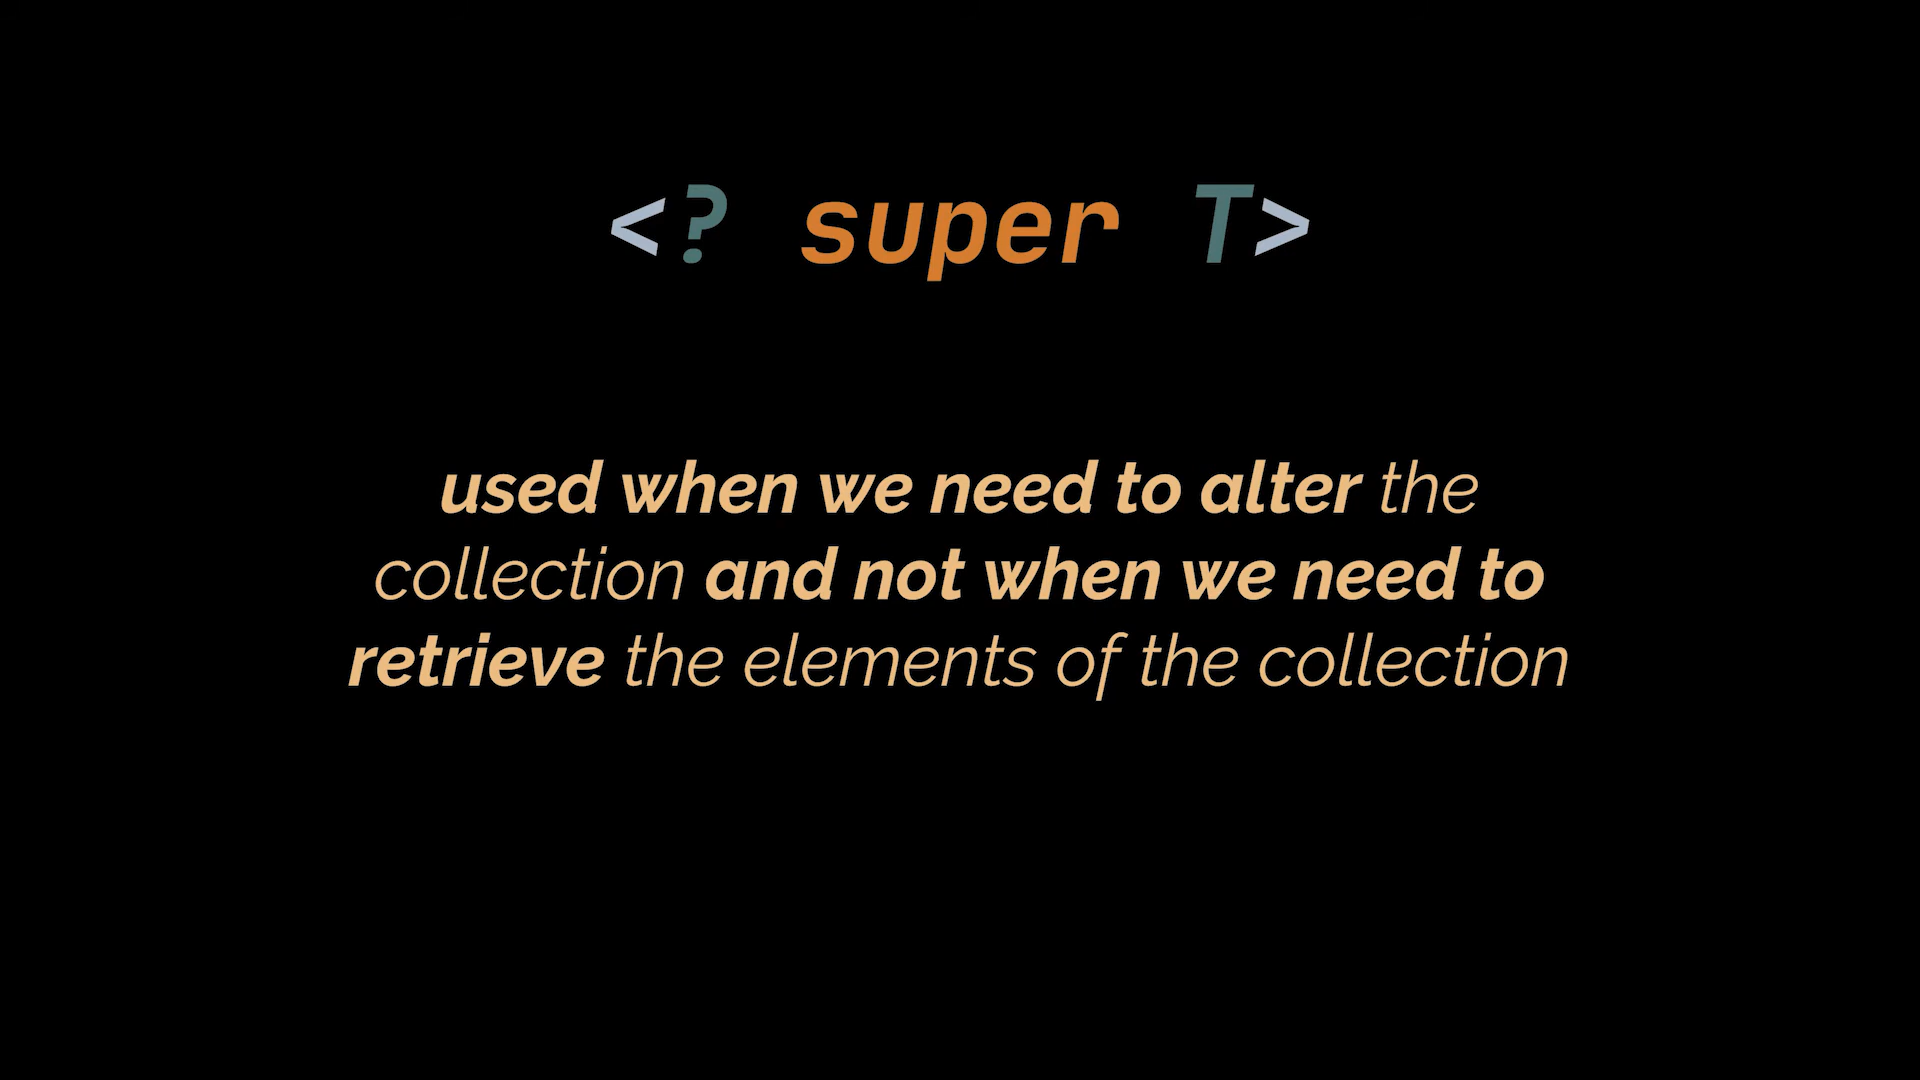 <? super T>
used when we need to alter the
collection and not when we need to
retrieve the elements of the collection